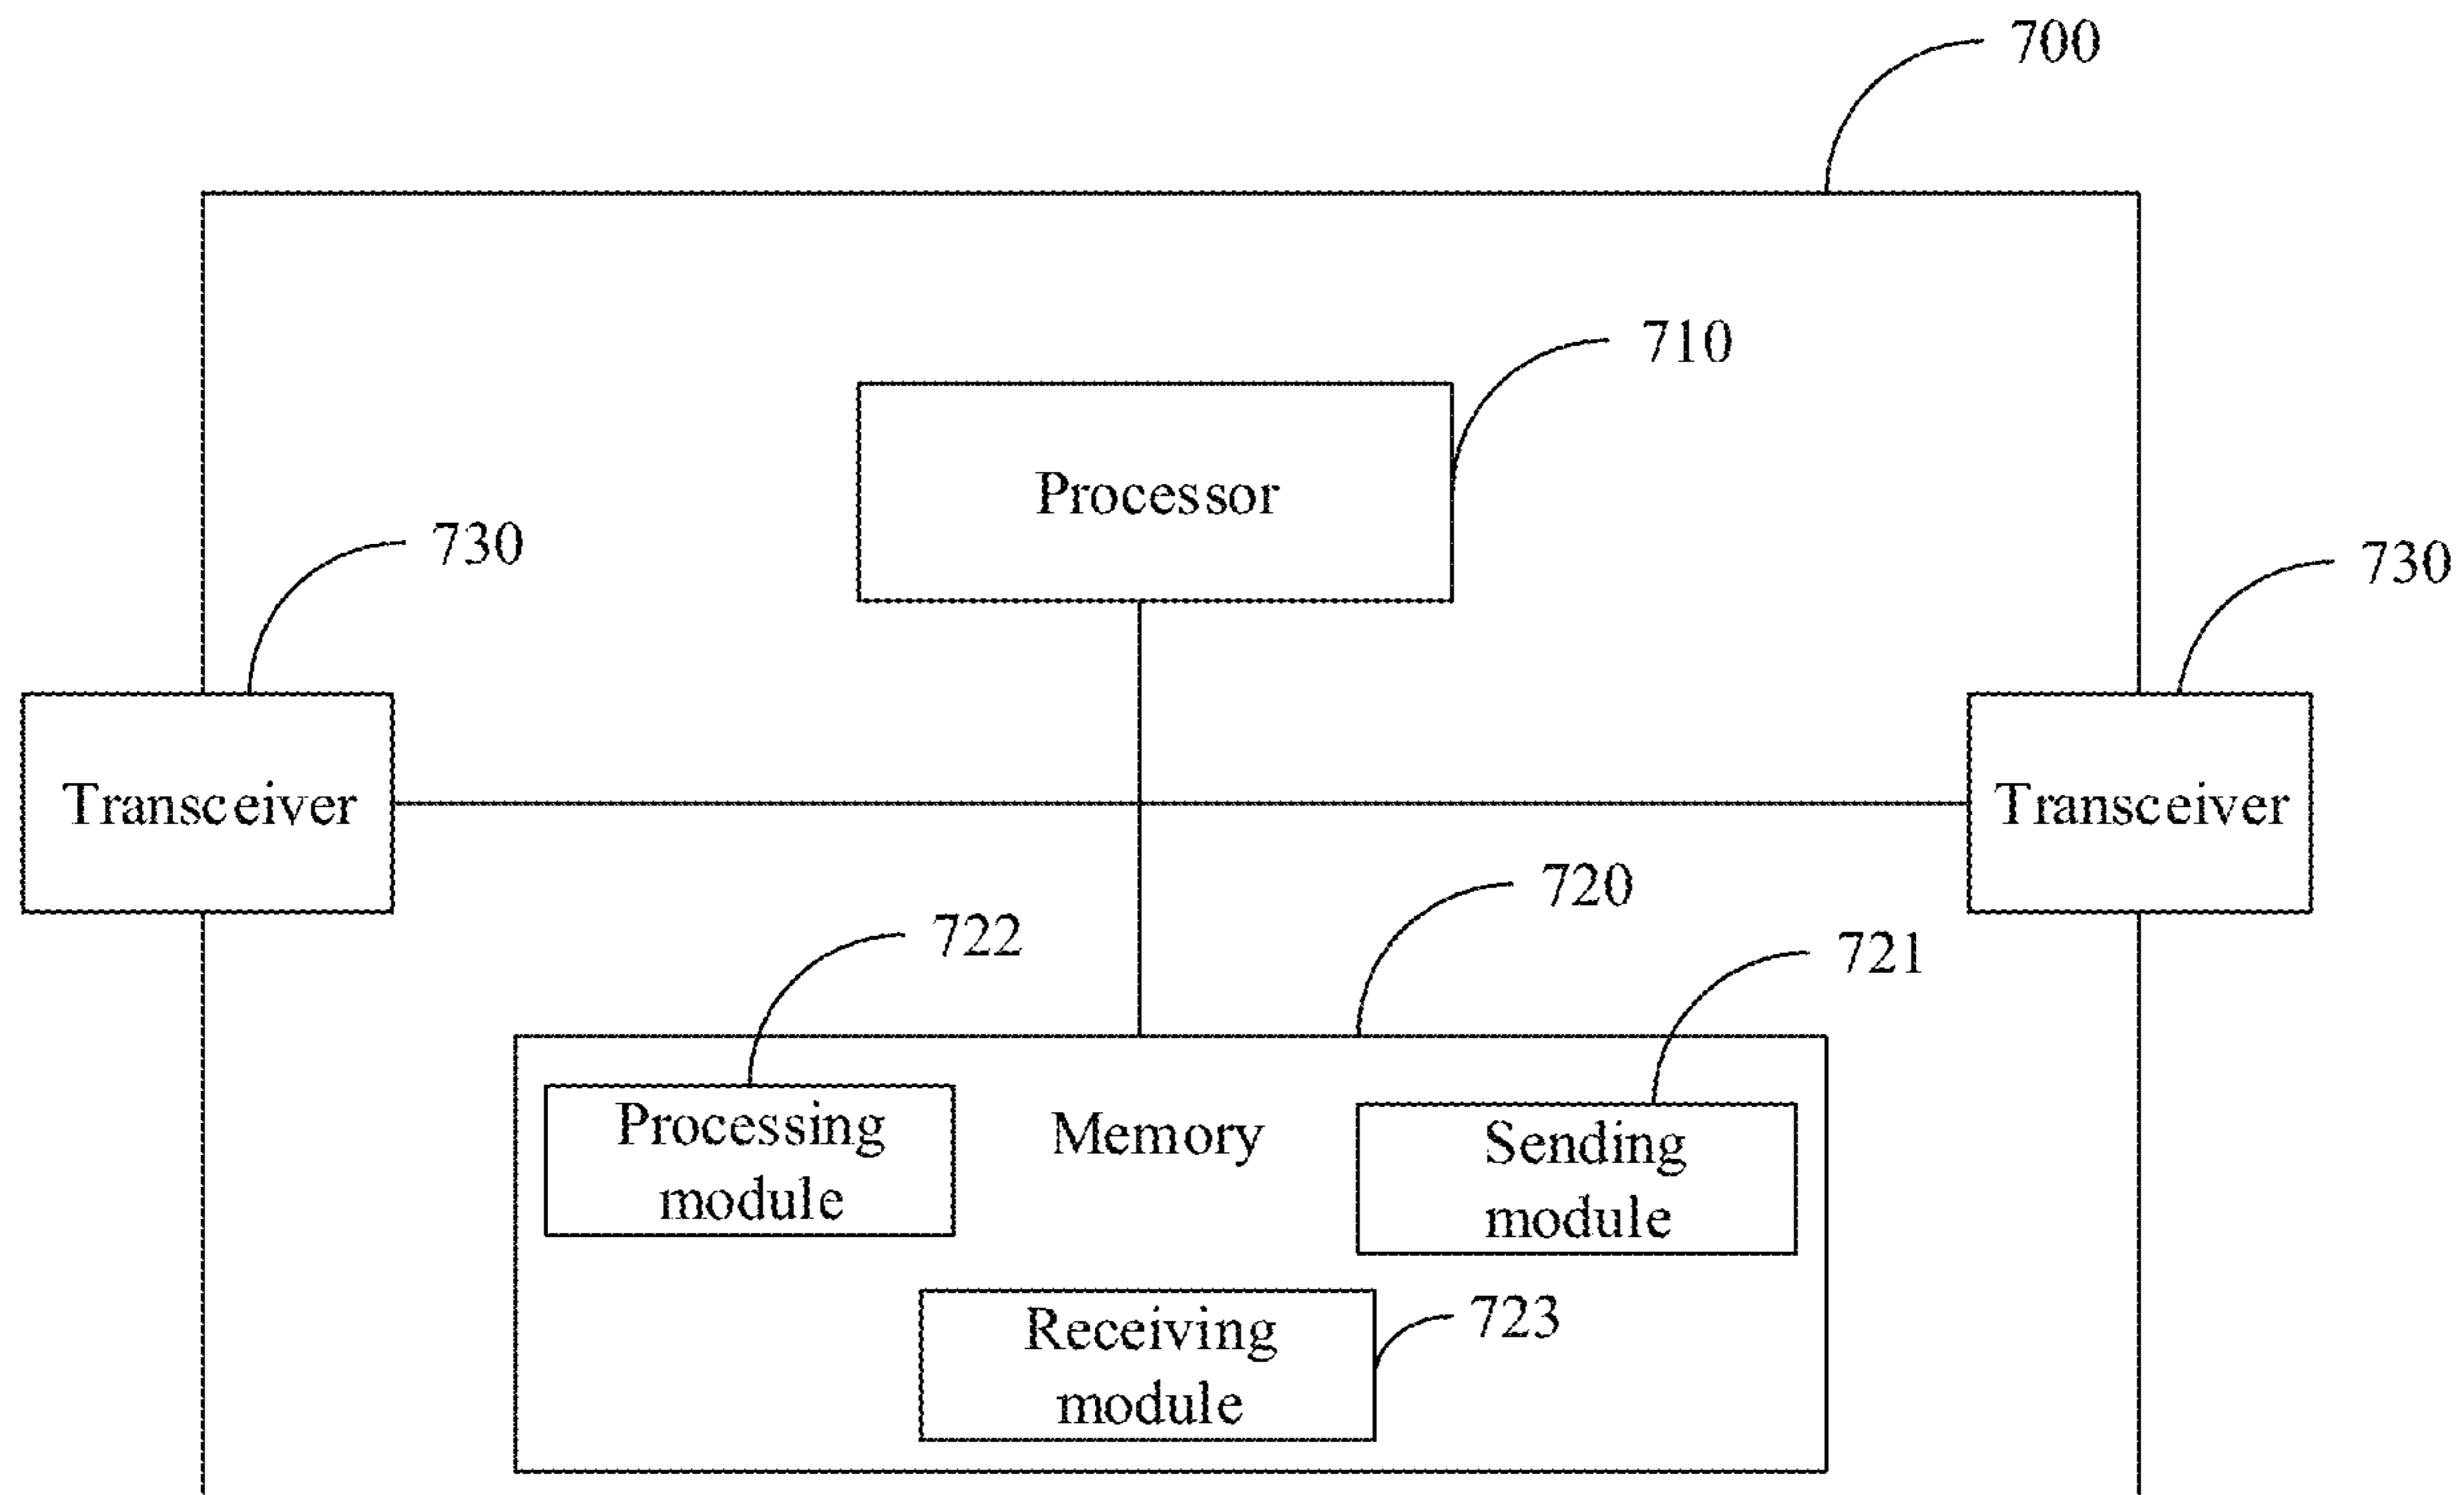 700
710
Processor
730
730
Transceiver
Transceiver
720
722
721
Processing
module
Memory
Sending
module
Receiving
module
723